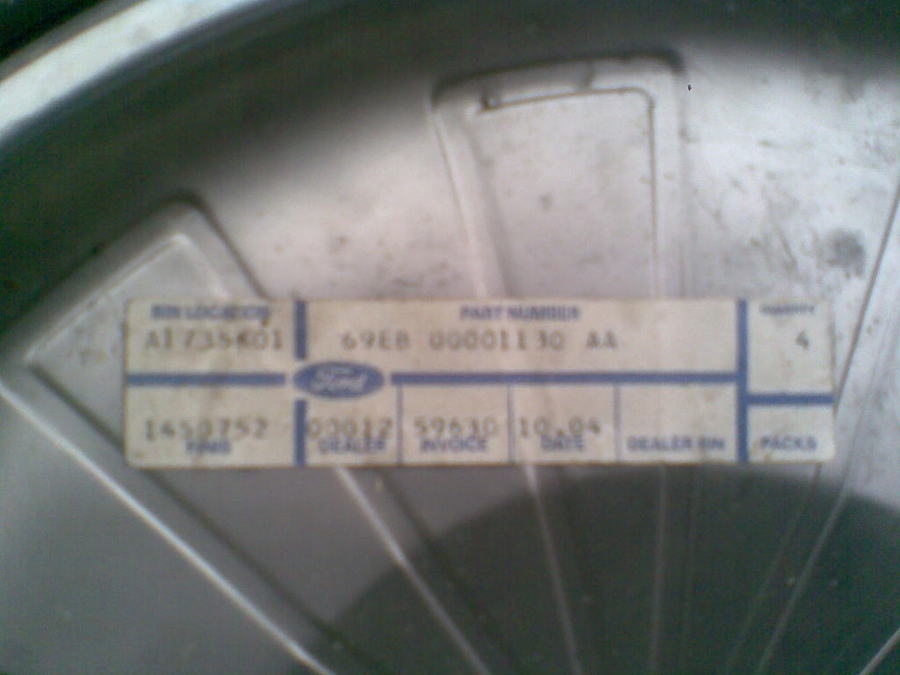 BIN LOCATION PART NUMBER QUANTITY
A1735K01 69EB 00001130 AA 4
Ford
1450752 00012 59630 10.04
FINIS DEALER INVOICE DATE DEALER BIN PACKS